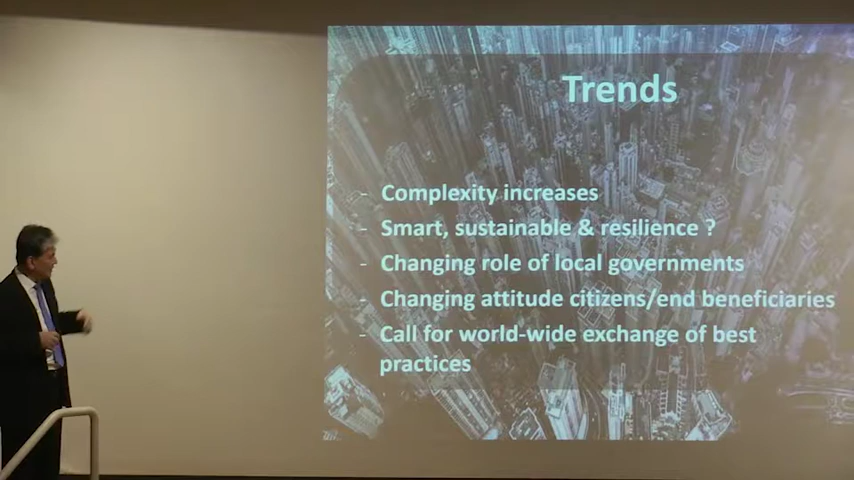 Trends
- Complexity increases
- Smart, sustainable & resilience ?
- Changing role of local governments
- Changing attitude citizens/end beneficiaries
- Call for world-wide exchange of best
practices